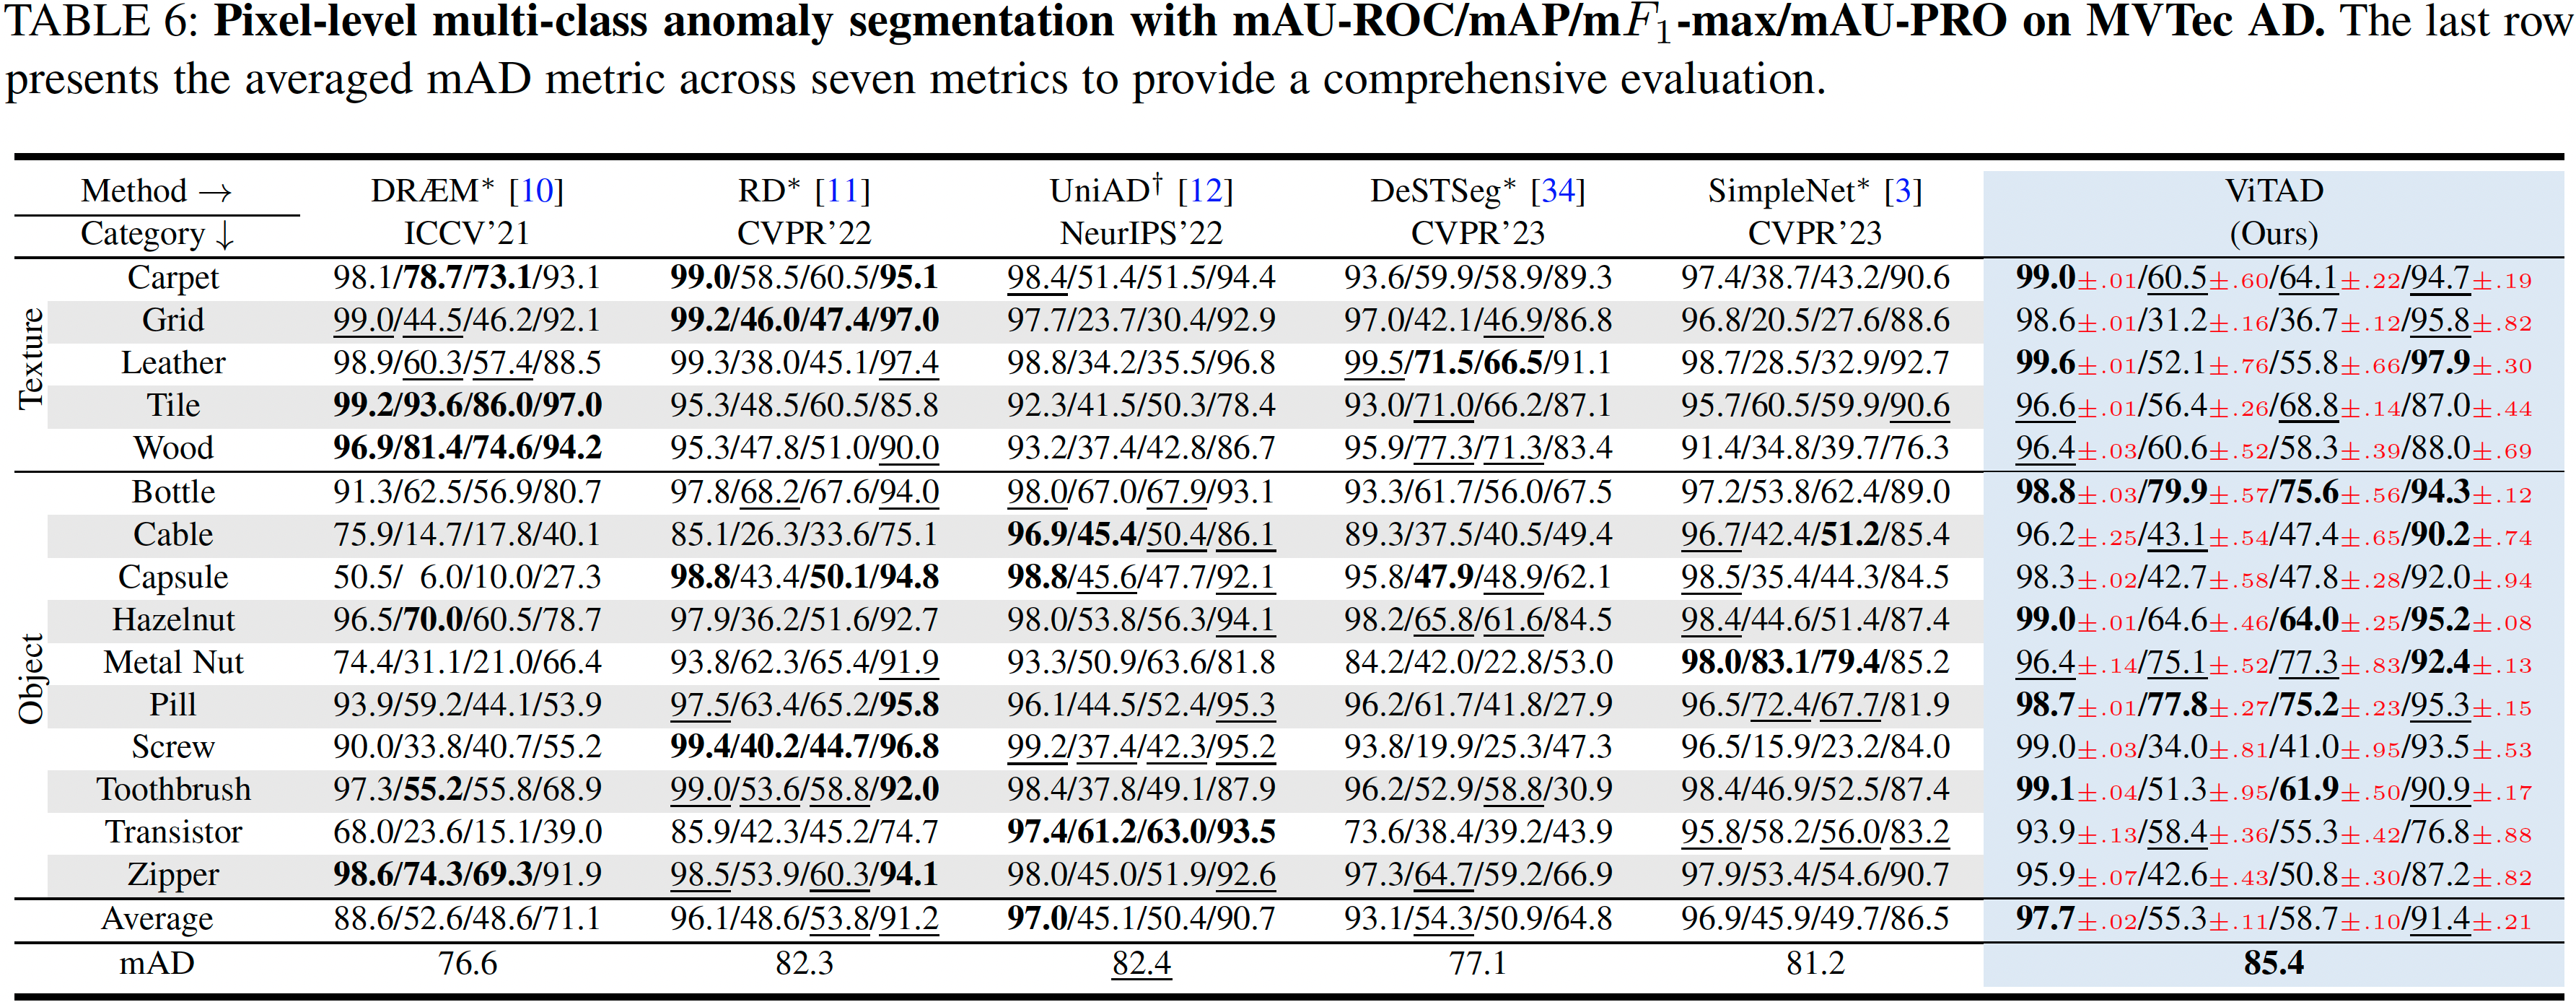 TABLE 6: Pixel-level multi-class anomaly segmentation with mAU-ROC/mAP/mF₁-max/mAU-PRO on MVTec AD. The last row
presents the averaged mAD metric across seven metrics to provide a comprehensive evaluation.
Method → DRÆM* [10] RD* [11] UniAD† [12] DeSTSeg* [34] SimpleNet* [3] ViTAD
Category ↓ ICCV'21 CVPR'22 NeurIPS'22 CVPR'23 CVPR'23 (Ours)
Texture
Carpet 98.1/78.7/73.1/93.1 99.0/58.5/60.5/95.1 98.4/51.4/51.5/94.4 93.6/59.9/58.9/89.3 97.4/38.7/43.2/90.6 99.0±.01/60.5±.60/64.1±.22/94.7±.19
Grid 99.0/44.5/46.2/92.1 99.2/46.0/47.4/97.0 97.7/23.7/30.4/92.9 97.0/42.1/46.9/86.8 96.8/20.5/27.6/88.6 98.6±.01/31.2±.16/36.7±.12/95.8±.82
Leather 98.9/60.3/57.4/88.5 99.3/38.0/45.1/97.4 98.8/34.2/35.5/96.8 99.5/71.5/66.5/91.1 98.7/28.5/32.9/92.7 99.6±.01/52.1±.76/55.8±.66/97.9±.30
Tile 99.2/93.6/86.0/97.0 95.3/48.5/60.5/85.8 92.3/41.5/50.3/78.4 93.0/71.0/66.2/87.1 95.7/60.5/59.9/90.6 96.6±.01/56.4±.26/68.8±.14/87.0±.44
Wood 96.9/81.4/74.6/94.2 95.3/47.8/51.0/90.0 93.2/37.4/42.8/86.7 95.9/77.3/71.3/83.4 91.4/34.8/39.7/76.3 96.4±.03/60.6±.52/58.3±.39/88.0±.69
Object
Bottle 91.3/62.5/56.9/80.7 97.8/68.2/67.6/94.0 98.0/67.0/67.9/93.1 93.3/61.7/56.0/67.5 97.2/53.8/62.4/89.0 98.8±.03/79.9±.57/75.6±.56/94.3±.12
Cable 75.9/14.7/17.8/40.1 85.1/26.3/33.6/75.1 96.9/45.4/50.4/86.1 89.3/37.5/40.5/49.4 96.7/42.4/51.2/85.4 96.2±.25/43.1±.54/47.4±.65/90.2±.74
Capsule 50.5/ 6.0/10.0/27.3 98.8/43.4/50.1/94.8 98.8/45.6/47.7/92.1 95.8/47.9/48.9/62.1 98.5/35.4/44.3/84.5 98.3±.02/42.7±.58/47.8±.28/92.0±.94
Hazelnut 96.5/70.0/60.5/78.7 97.9/36.2/51.6/92.7 98.0/53.8/56.3/94.1 98.2/65.8/61.6/84.5 98.4/44.6/51.4/87.4 99.0±.01/64.6±.46/64.0±.25/95.2±.08
Metal Nut 74.4/31.1/21.0/66.4 93.8/62.3/65.4/91.9 93.3/50.9/63.6/81.8 84.2/42.0/22.8/53.0 98.0/83.1/79.4/85.2 96.4±.14/75.1±.52/77.3±.83/92.4±.13
Pill 93.9/59.2/44.1/53.9 97.5/63.4/65.2/95.8 96.1/44.5/52.4/95.3 96.2/61.7/41.8/27.9 96.5/72.4/67.7/81.9 98.7±.01/77.8±.27/75.2±.23/95.3±.15
Screw 90.0/33.8/40.7/55.2 99.4/40.2/44.7/96.8 99.2/37.4/42.3/95.2 93.8/19.9/25.3/47.3 96.5/15.9/23.2/84.0 99.0±.03/34.0±.81/41.0±.95/93.5±.53
Toothbrush 97.3/55.2/55.8/68.9 99.0/53.6/58.8/92.0 98.4/37.8/49.1/87.9 96.2/52.9/58.8/30.9 98.4/46.9/52.5/87.4 99.1±.04/51.3±.95/61.9±.50/90.9±.17
Transistor 68.0/23.6/15.1/39.0 85.9/42.3/45.2/74.7 97.4/61.2/63.0/93.5 73.6/38.4/39.2/43.9 95.8/58.2/56.0/83.2 93.9±.13/58.4±.36/55.3±.42/76.8±.88
Zipper 98.6/74.3/69.3/91.9 98.5/53.9/60.3/94.1 98.0/45.0/51.9/92.6 97.3/64.7/59.2/66.9 97.9/53.4/54.6/90.7 95.9±.07/42.6±.43/50.8±.30/87.2±.82
Average 88.6/52.6/48.6/71.1 96.1/48.6/53.8/91.2 97.0/45.1/50.4/90.7 93.1/54.3/50.9/64.8 96.9/45.9/49.7/86.5 97.7±.02/55.3±.11/58.7±.10/91.4±.21
mAD 76.6 82.3 82.4 77.1 81.2 85.4